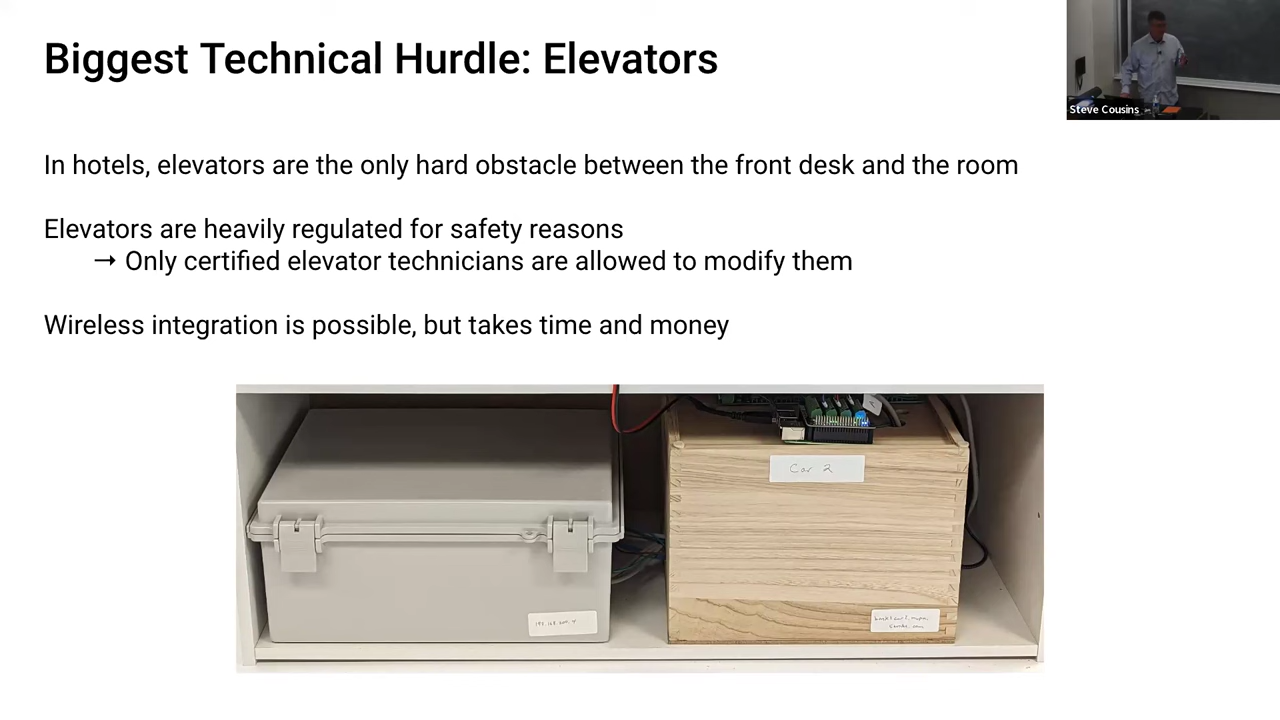 Biggest Technical Hurdle: Elevators
Steve Cousins
In hotels, elevators are the only hard obstacle between the front desk and the room
Elevators are heavily regulated for safety reasons
→ Only certified elevator technicians are allowed to modify them
Wireless integration is possible, but takes time and money
Car 2